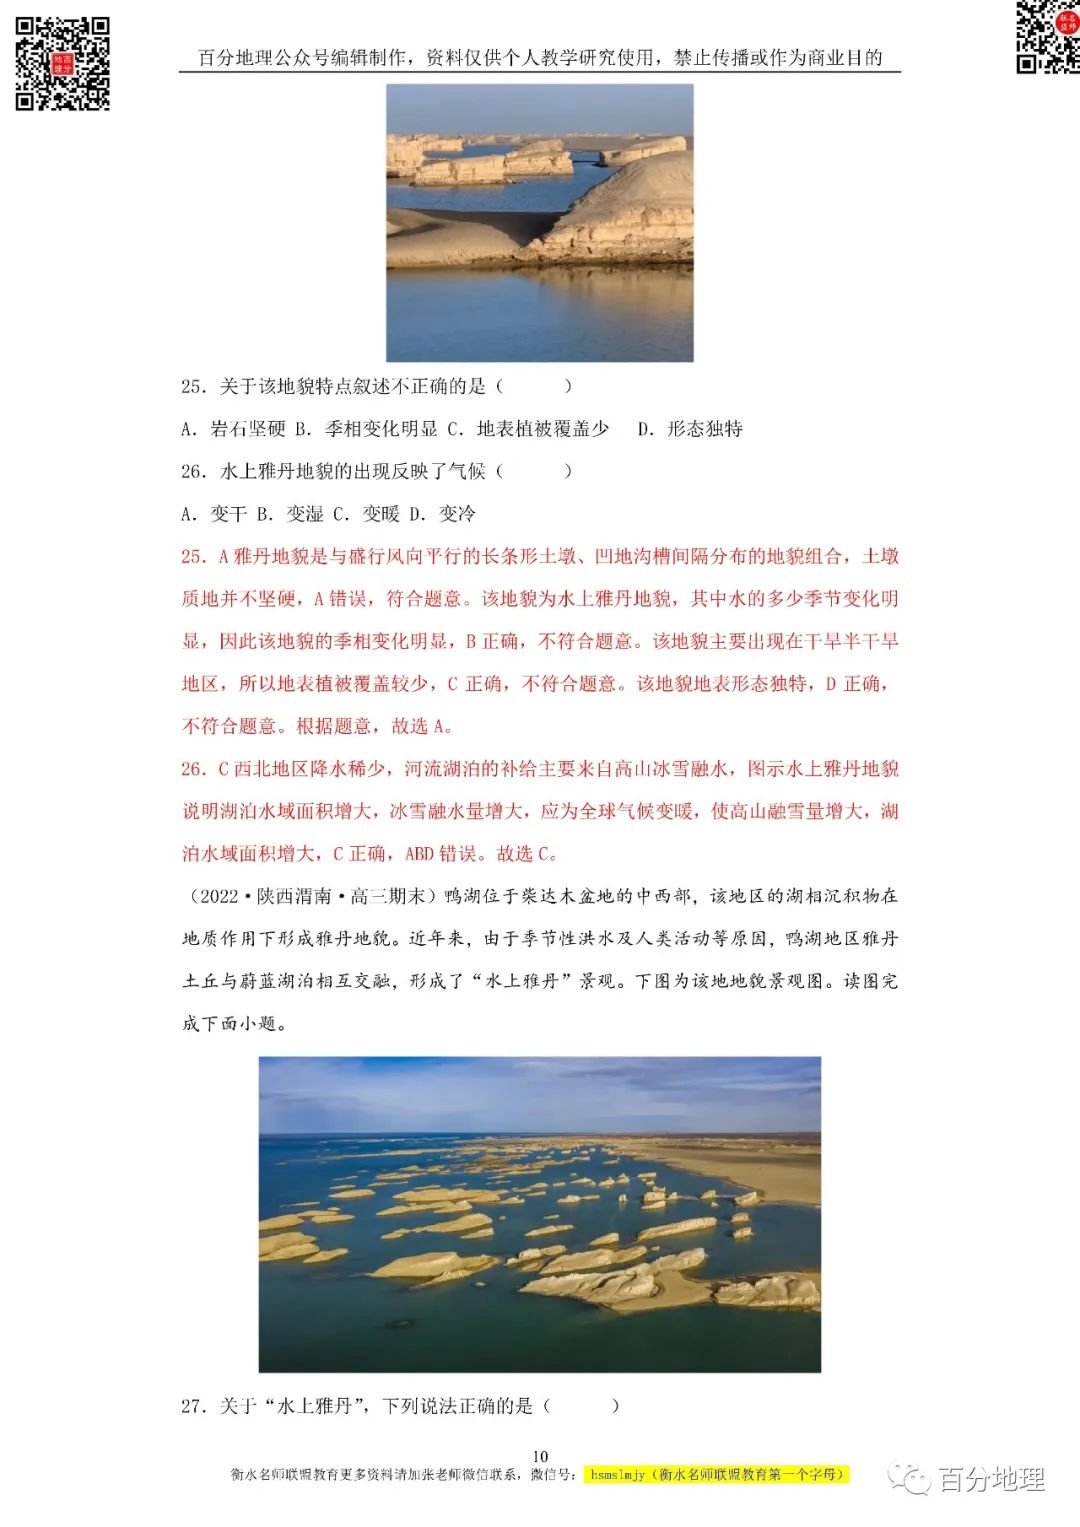 百分地理公众号编辑制作，资料仅供个人教学研究使用，禁止传播或作为商业目的
25．关于该地貌特点叙述不正确的是（　　）
A．岩石坚硬 B．季相变化明显 C．地表植被覆盖少 D．形态独特
26．水上雅丹地貌的出现反映了气候（　　）
A．变干 B．变湿 C．变暖 D．变冷
25．A 雅丹地貌是与盛行风向平行的长条形土墩、凹地沟槽间隔分布的地貌组合，土墩
质地并不坚硬，A 错误，符合题意。该地貌为水上雅丹地貌，其中水的多少季节变化明
显，因此该地貌的季相变化明显，B 正确，不符合题意。该地貌主要出现在干旱半干旱
地区，所以地表植被覆盖较少，C 正确，不符合题意。该地貌地表形态独特，D 正确，
不符合题意。根据题意，故选 A。
26．C 西北地区降水稀少，河流湖泊的补给主要来自高山冰雪融水，图示水上雅丹地貌
说明湖泊水域面积增大，冰雪融水量增大，应为全球气候变暖，使高山融雪量增大，湖
泊水域面积增大，C 正确，ABD 错误。故选 C。
（2022·陕西渭南·高三期末）鸭湖位于柴达木盆地的中西部，该地区的湖相沉积物在
地质作用下形成雅丹地貌。近年来，由于季节性洪水及人类活动等原因，鸭湖地区雅丹
土丘与蔚蓝湖泊相互交融，形成了“水上雅丹”景观。下图为该地地貌景观图。读图完
成下面小题。
27．关于“水上雅丹”，下列说法正确的是（　　）
10
衡水名师联盟教育更多资料请加张老师微信联系，微信号： hsmslmjy（衡水名师联盟教育第一个字母）
百分地理